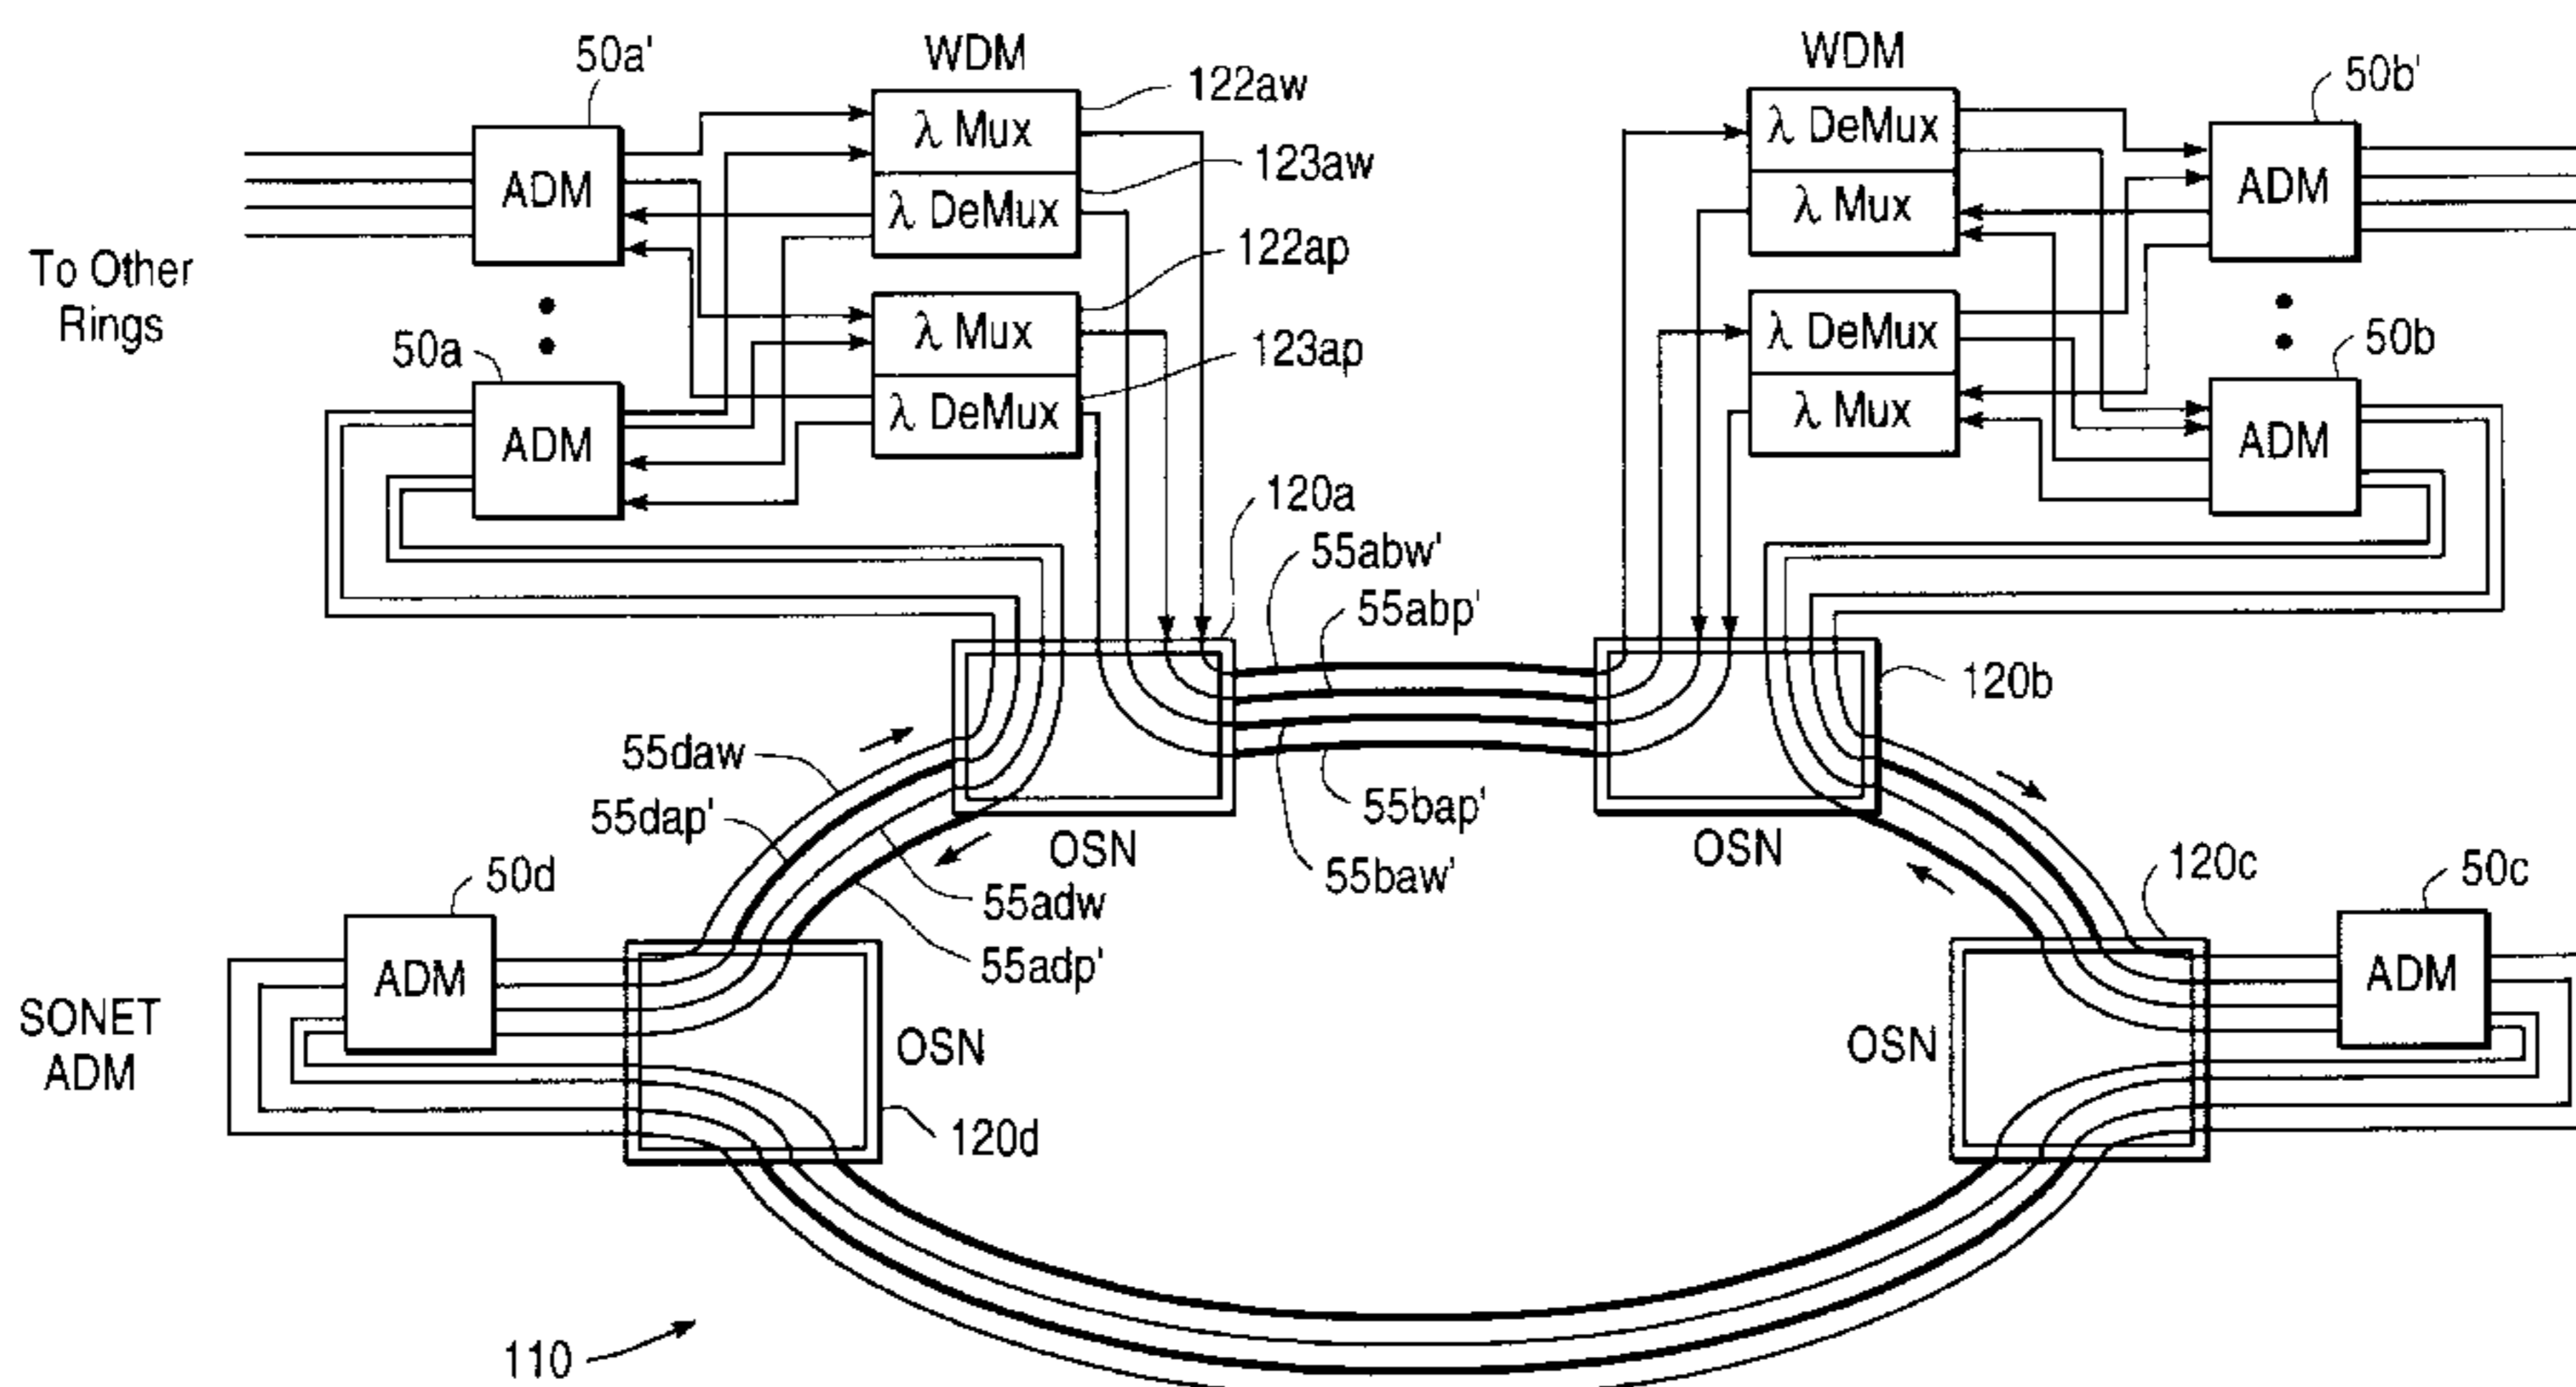 50a'
WDM
122aw
λ Mux
123aw
λ DeMux
ADM
122ap
To Other
Rings
λ Mux
50a
123ap
λ DeMux
ADM
WDM
50b'
λ DeMux
ADM
λ Mux
λ DeMux
50b
λ Mux
ADM
120a
55abw'
55abp'
120b
55daw
55dap'
55bap'
OSN
OSN
55baw'
50d
55adw
120c
50c
ADM
55adp'
ADM
SONET
ADM
OSN
OSN
120d
110